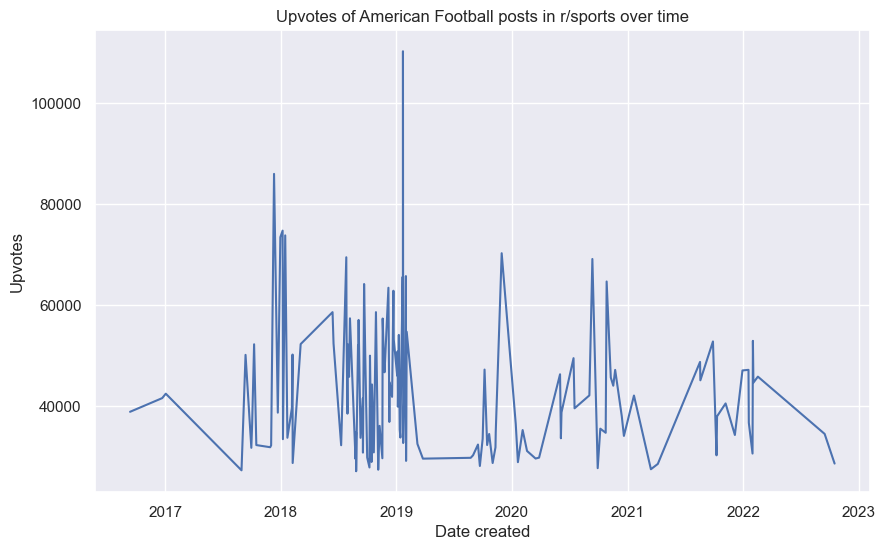 Upvotes of American Football posts in r/sports over time
100000
80000
60000
40000
Upvotes
2017 2018 2019 2020 2021 2022 2023
Date created